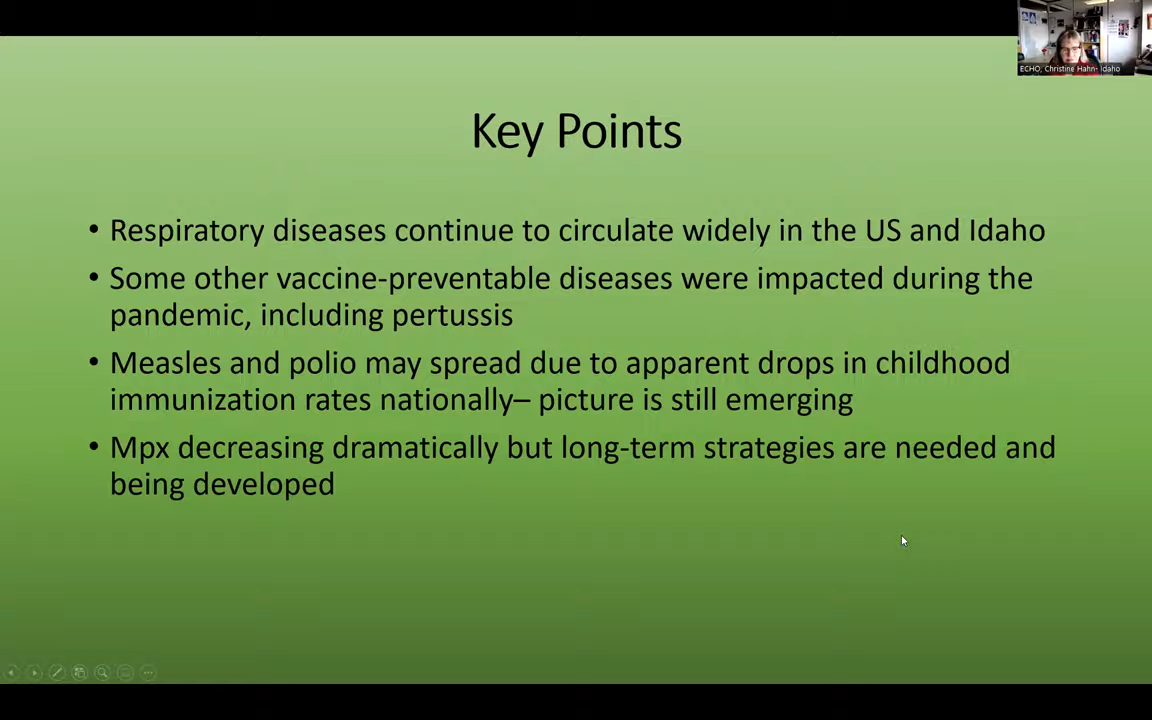 ECHO, Christine Hahn- Idaho
Key Points
• Respiratory diseases continue to circulate widely in the US and Idaho
• Some other vaccine-preventable diseases were impacted during the
pandemic, including pertussis
• Measles and polio may spread due to apparent drops in childhood
immunization rates nationally– picture is still emerging
• Mpx decreasing dramatically but long-term strategies are needed and
being developed